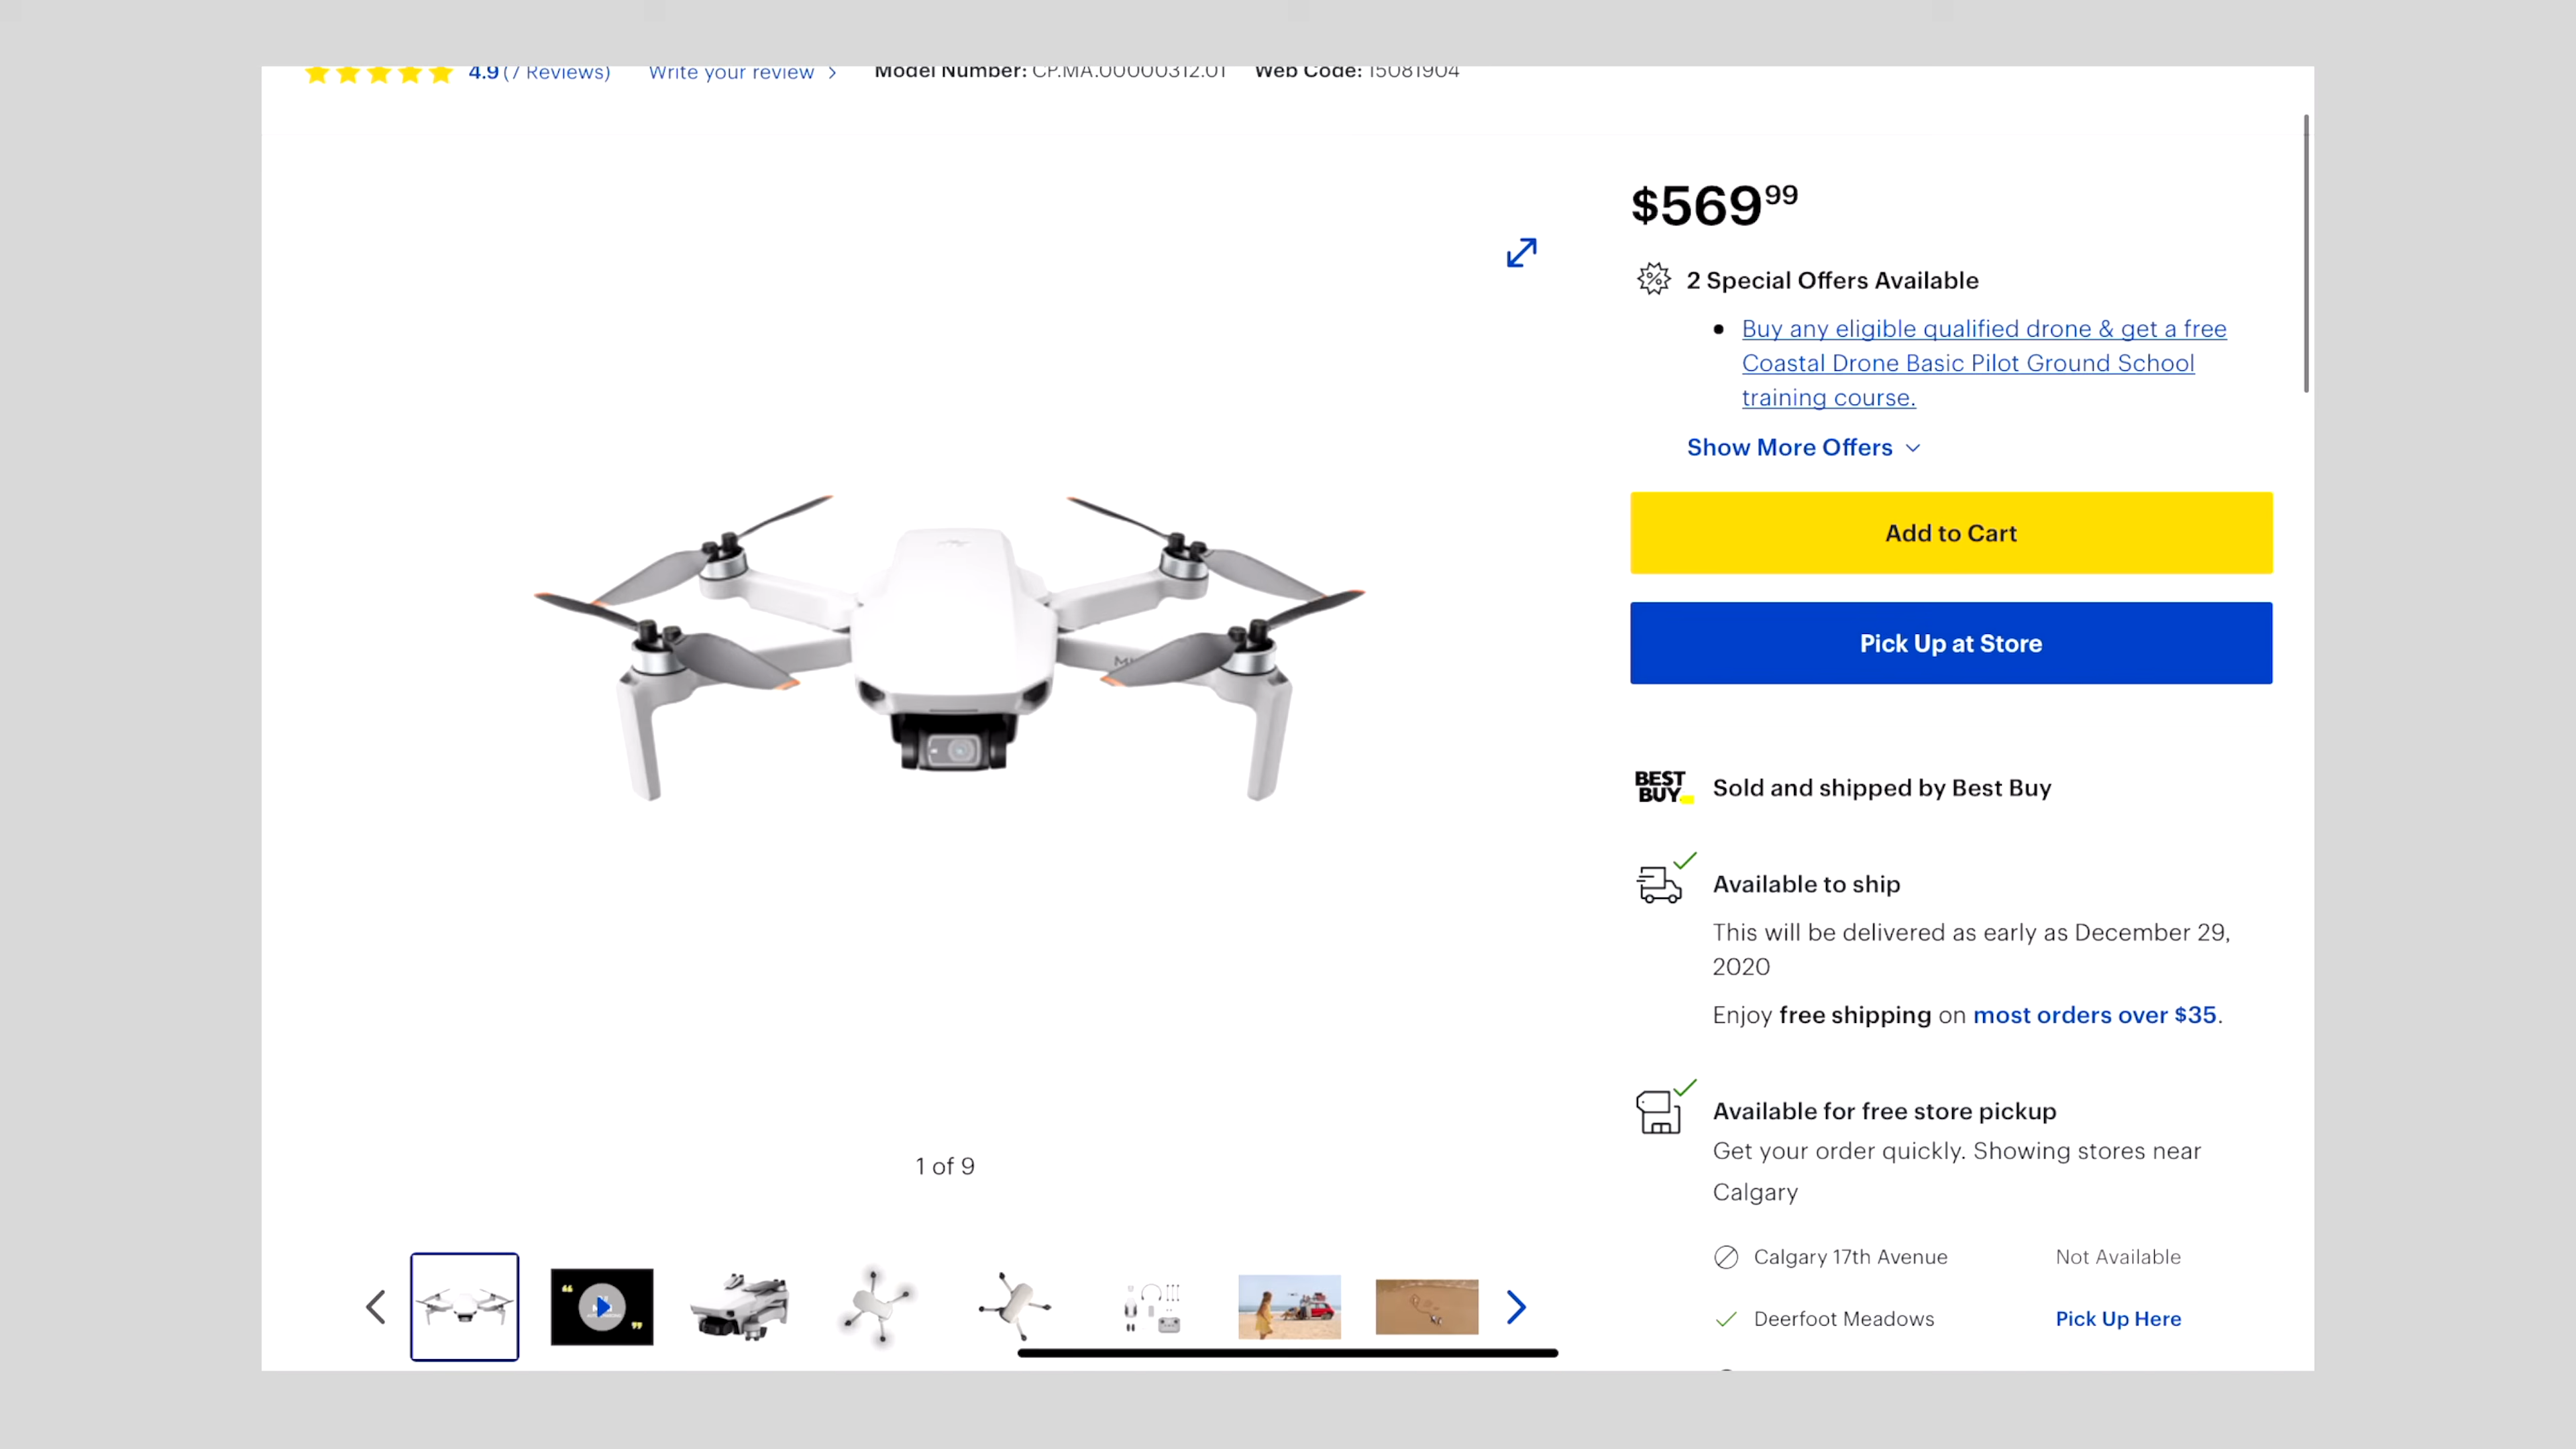 4.9 (7 Reviews) Write your review Model Number: CP.MA.00000312.01 Web Code: 15081904
$569 99
2 Special Offers Available
Buy any eligible qualified drone & get a free
Coastal Drone Basic Pilot Ground School
training course.
Show More Offers
Add to Cart
Pick Up at Store
BEST
BUY
Sold and shipped by Best Buy
Available to ship
This will be delivered as early as December 29,
2020
Enjoy free shipping on most orders over $35.
Available for free store pickup
Get your order quickly. Showing stores near
Calgary
1 of 9
Calgary 17th Avenue Not Available
Deerfoot Meadows Pick Up Here